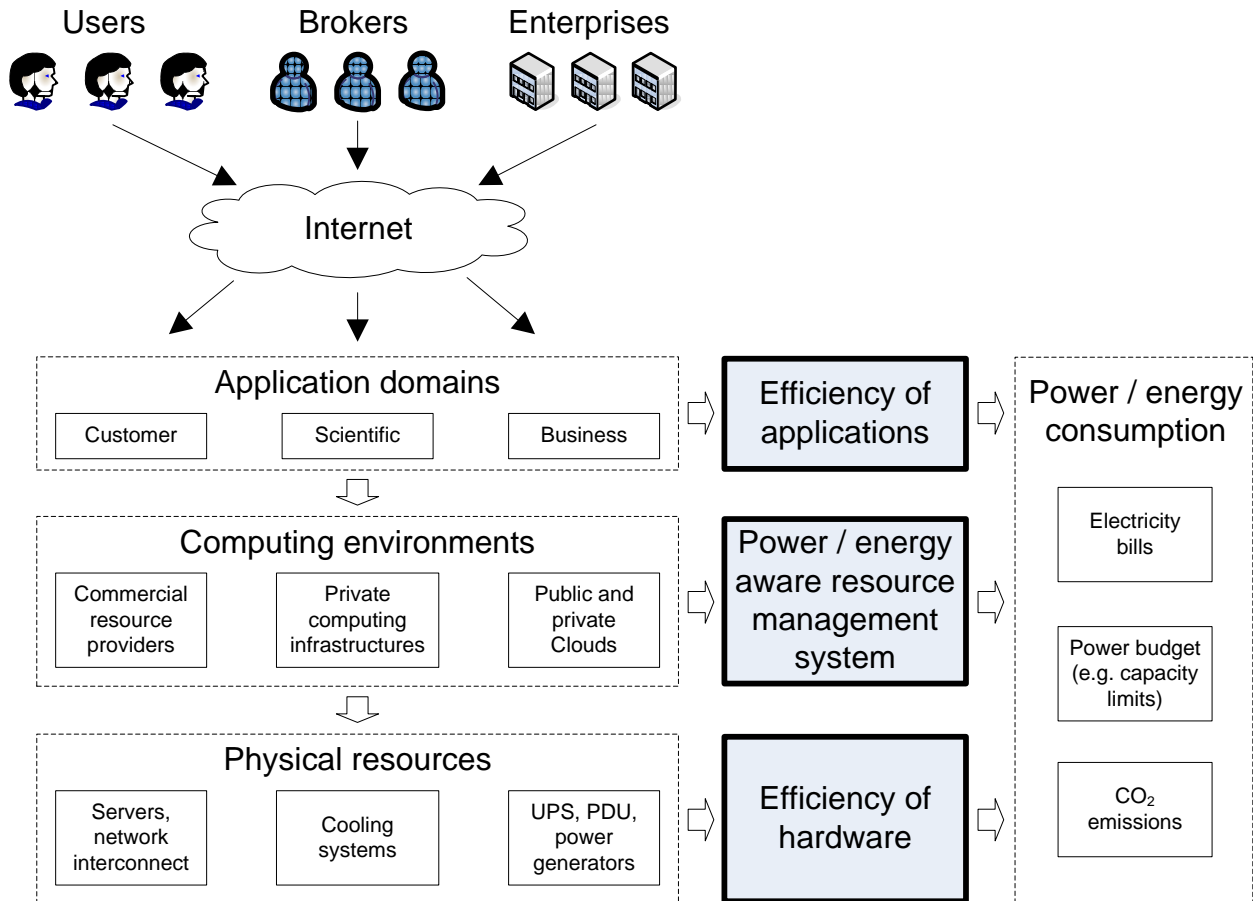 Users
Brokers
Enterprises
Internet
Application domains
Customer
Scientific
Business
Efficiency of
applications
Computing environments
Commercial
resource
providers
Private
computing
infrastructures
Public and
private
Clouds
Power / energy
aware resource
management
system
Physical resources
Servers,
network
interconnect
Cooling
systems
UPS, PDU,
power
generators
Efficiency of
hardware
Power / energy
consumption
Electricity
bills
Power budget
(e.g. capacity
limits)
CO₂
emissions